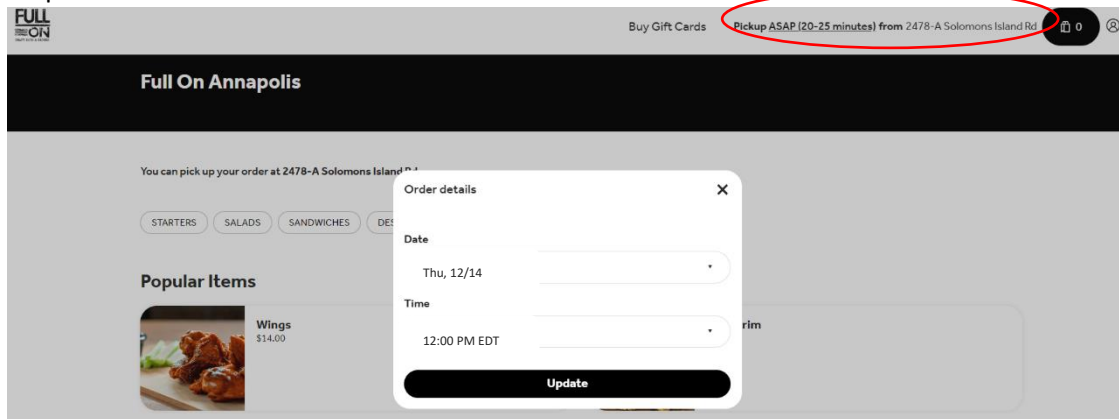 FULL
ON
Buy Gift Cards
Pickup ASAP (20-25 minutes) from 2478-A Solomons Island Rd
0
Full On Annapolis
You can pick up your order at 2478-A Solomons Island
Order details
STARTERS
SALADS
SANDWICHES
DES
Date
Thu, 12/14
Popular Items
Time
Wings
rim
$14.00
12:00 PM EDT
Update